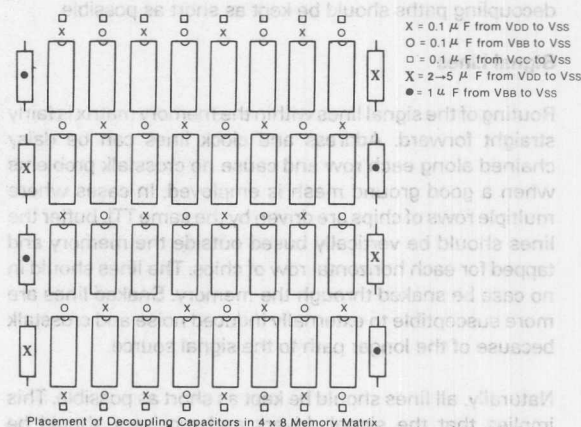 decoupling paths should be kept as short as possible
X = 0.1 μ F from VDD to VSS
O = 0.1 μ F from VBB to VSS
□ = 0.1 μ F from VCC to VSS
X = 2→5 μ F from VDD to VSS
● = 1 μ F from VBB to VSS
X O X O X O X O
X
Routing of the signal lines within the memory matrix is fairly
straight forward. Address and clock lines can be daisy
chained along each row and cause no crosstalk problems
when a good ground mesh is employed. In cases where
multiple rows of chips are driven by the same TTL buffer the
lines should be vertically bused outside the memory and
tapped for each horizontal row of chips. The lines should in
no case be snaked through the memory. Snaked lines are
more susceptible to externally induced noise and crosstalk
because of the longer path to the signal source.
X
X
X
Naturally, all lines should be kept as short as possible. This
implies that the
Placement of Decoupling Capacitors in 4 x 8 Memory Matrix